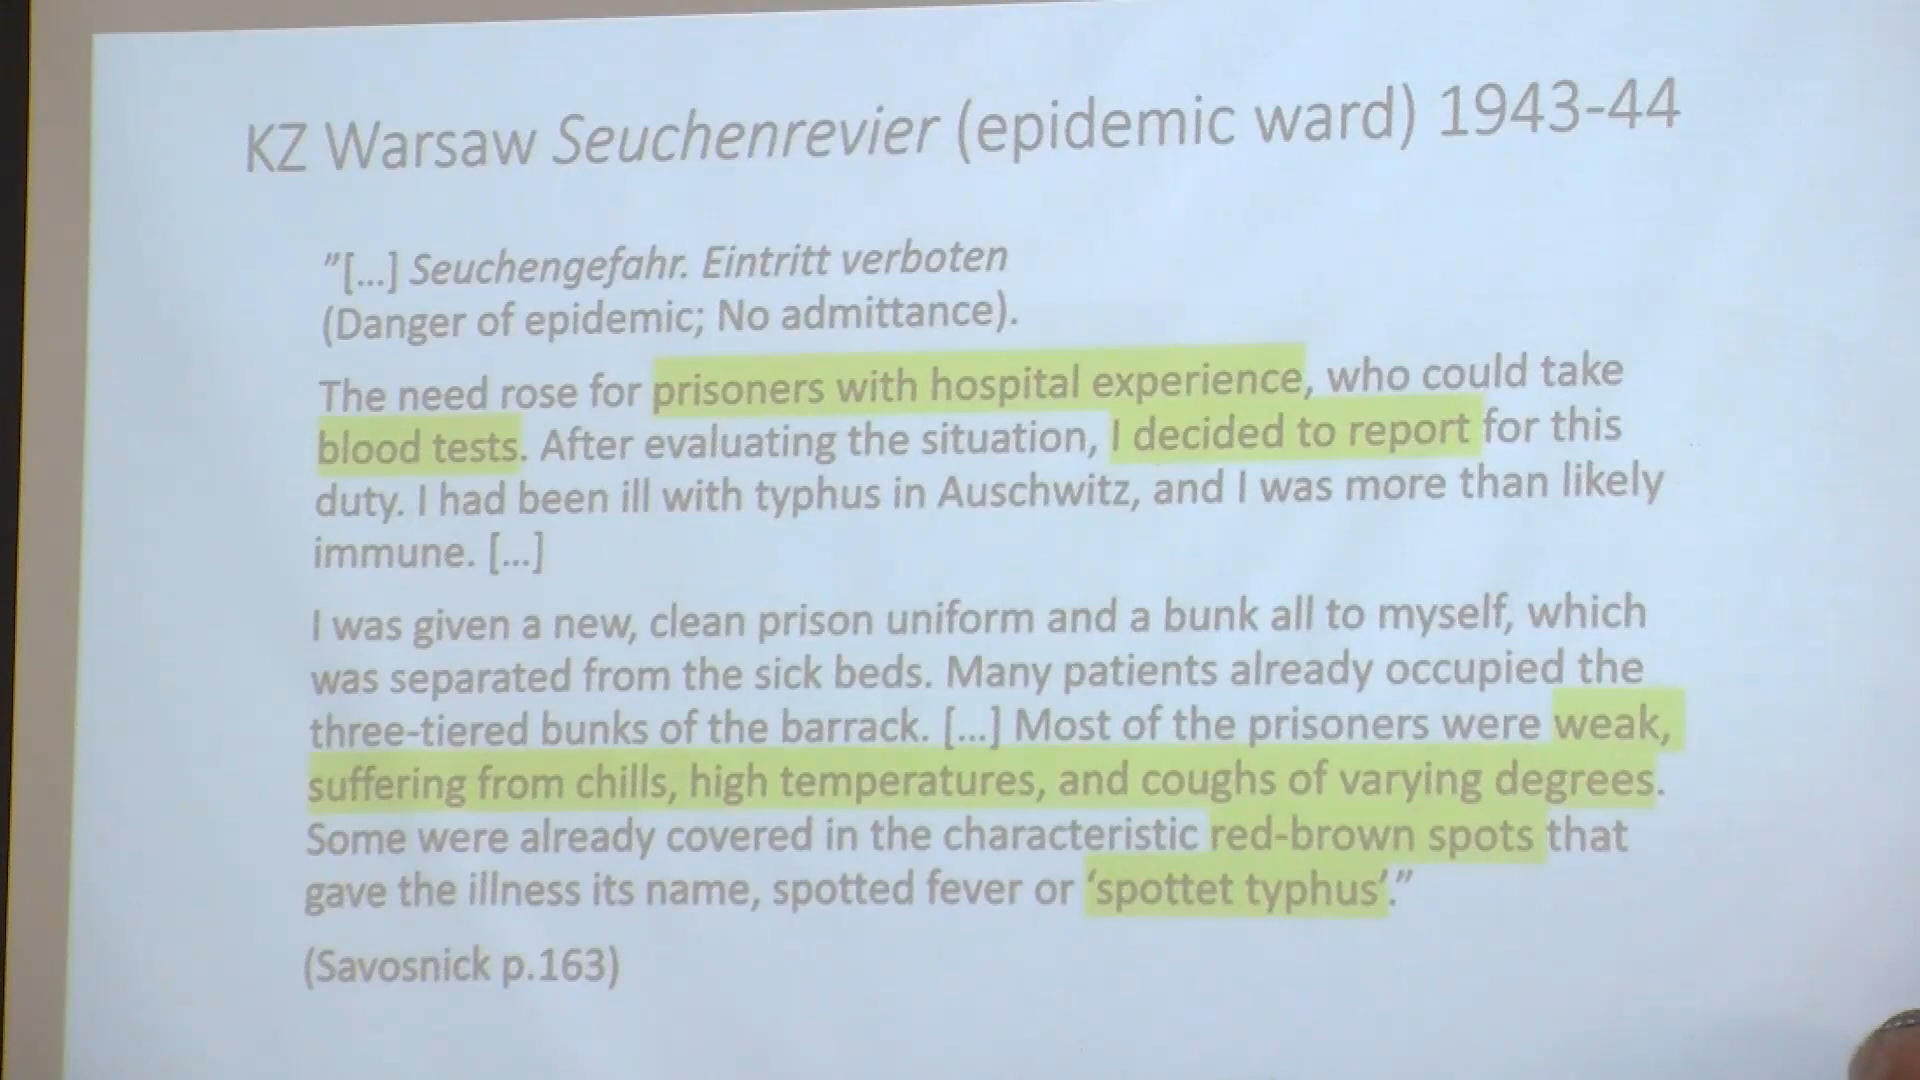 KZ Warsaw Seuchenrevier (epidemic ward) 1943-44
"[...] Seuchengefahr. Eintritt verboten
(Danger of epidemic; No admittance).
The need rose for prisoners with hospital experience, who could take
blood tests. After evaluating the situation, I decided to report for this
duty. I had been ill with typhus in Auschwitz, and I was more than likely
immune. [...]
I was given a new, clean prison uniform and a bunk all to myself, which
was separated from the sick beds. Many patients already occupied the
three-tiered bunks of the barrack. [...] Most of the prisoners were weak,
suffering from chills, high temperatures, and coughs of varying degrees.
Some were already covered in the characteristic red-brown spots that
gave the illness its name, spotted fever or ‘spottet typhus’.”
(Savosnick p.163)